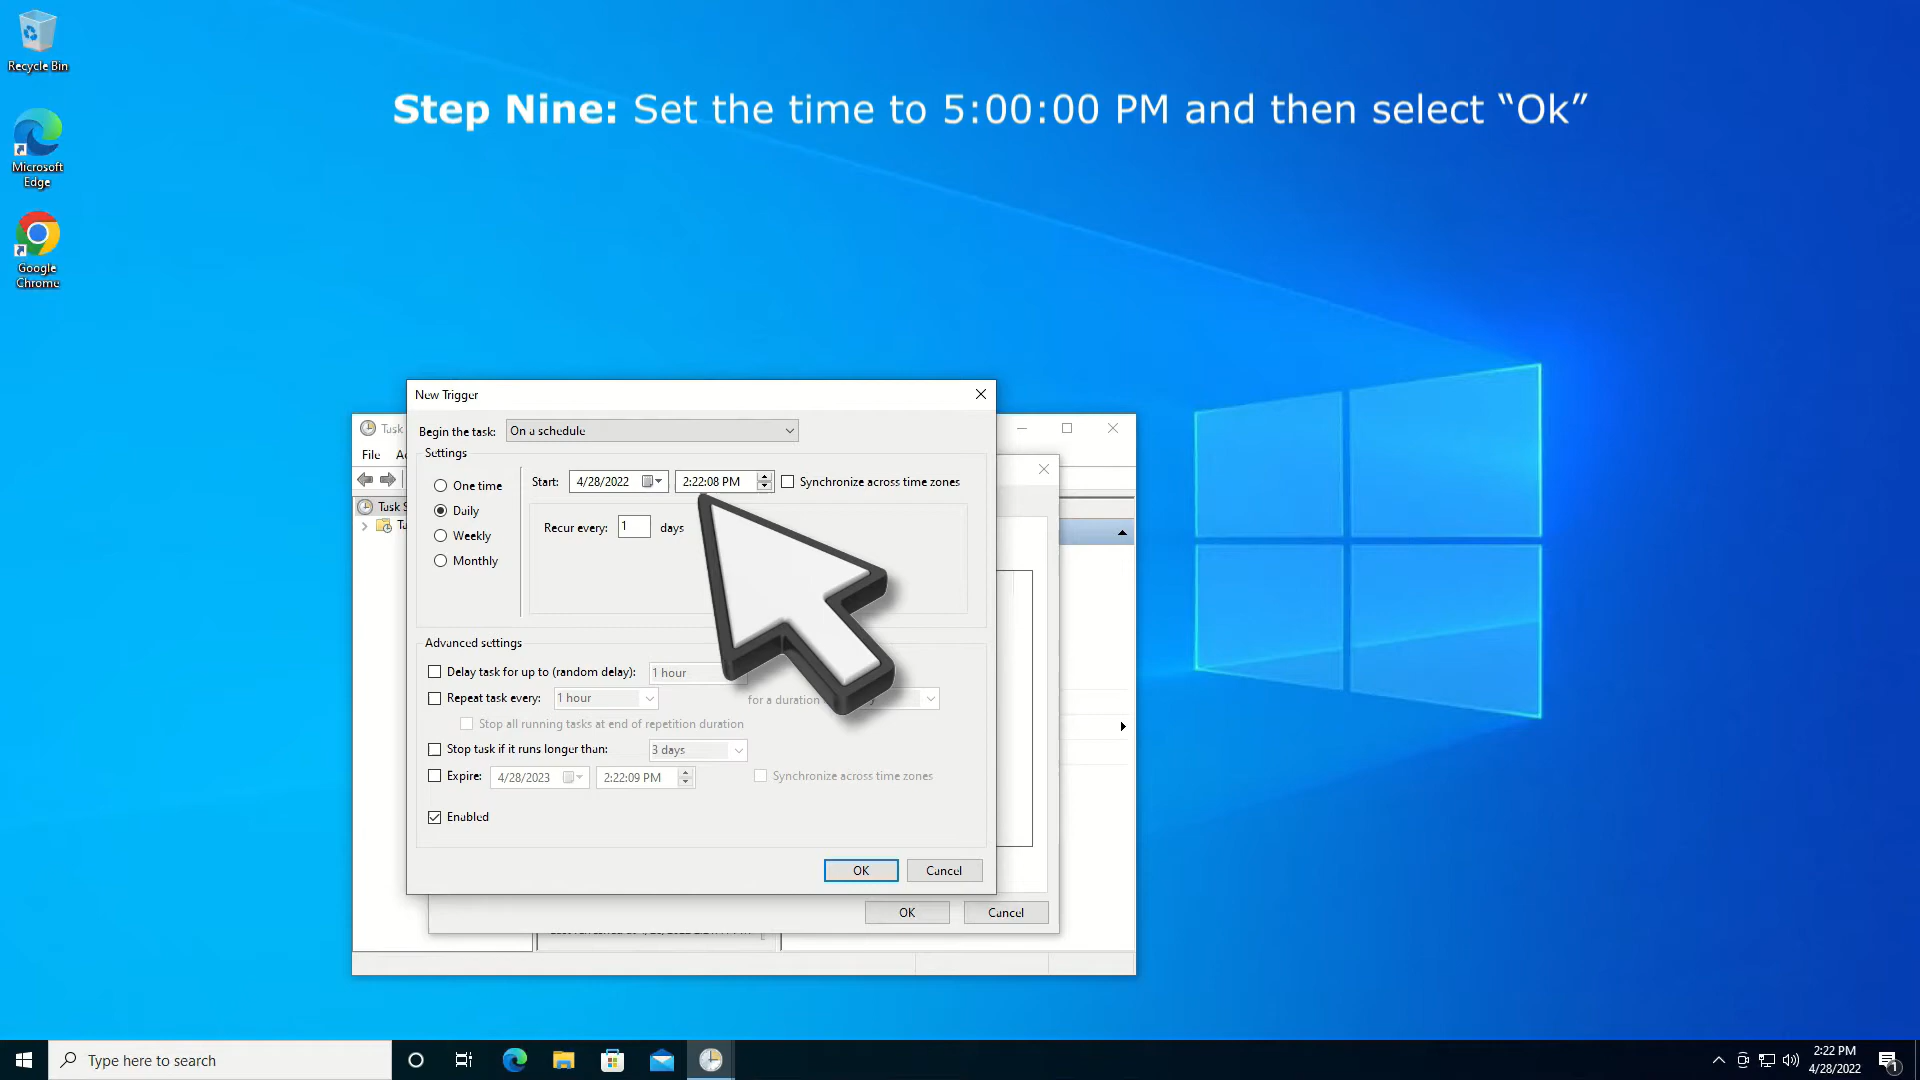 Recycle Bin
Microsoft
Edge
Google
Chrome
Step Nine: Set the time to 5:00:00 PM and then select “Ok”
Task
File
New Trigger
Begin the task: On a schedule
Settings
One time
Daily
Weekly
Monthly
Start: 4/28/2022 2:22:08 PM Synchronize across time zones
Recur every: 1 days
Advanced settings
Delay task for up to (random delay): 1 hour
Repeat task every: 1 hour for a duration
Stop all running tasks at end of repetition duration
Stop task if it runs longer than: 3 days
Expire: 4/28/2023 2:22:09 PM Synchronize across time zones
Enabled
OK Cancel
OK Cancel
Type here to search
2:22 PM
4/28/2022
1